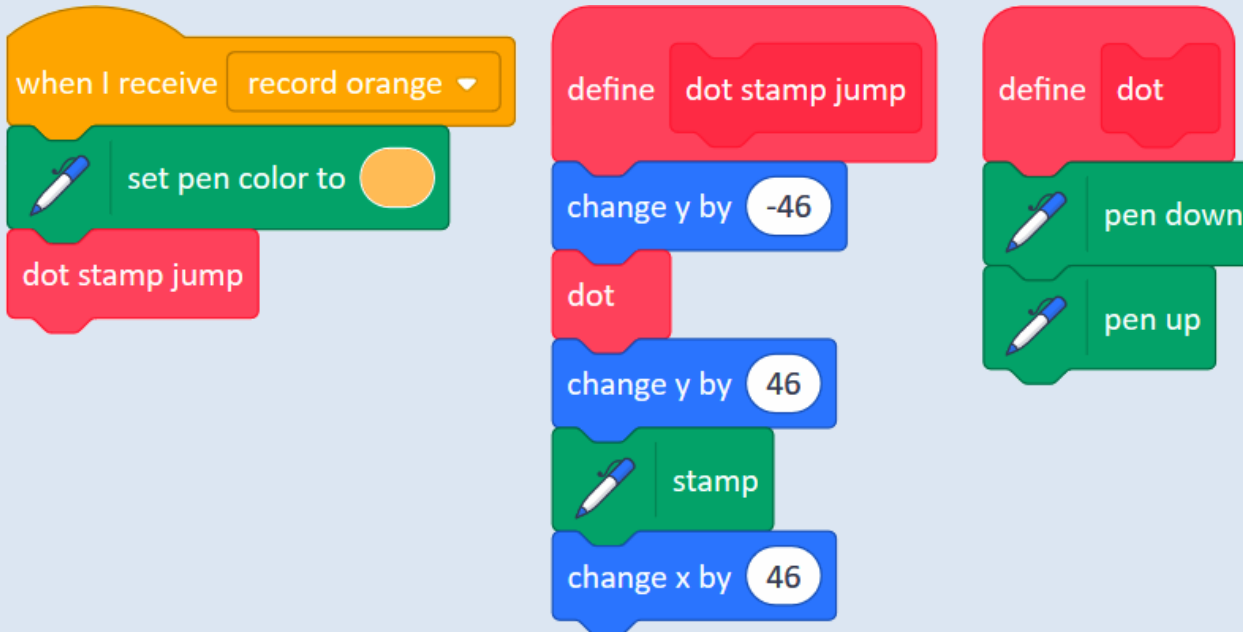 when I receive record orange
set pen color to
dot stamp jump
define dot stamp jump
change y by -46
dot
change y by 46
stamp
change x by 46
define dot
pen down
pen up